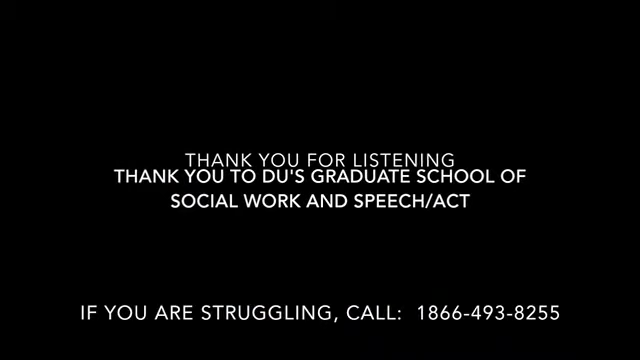 THANK YOU FOR LISTENING
THANK YOU TO DU'S GRADUATE SCHOOL OF
SOCIAL WORK AND SPEECH/ACT
IF YOU ARE STRUGGLING, CALL: 1866-493-8255